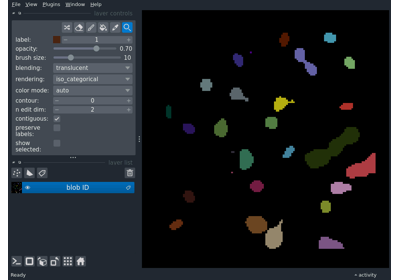 File View Plugins Window Help
layer controls
label: 1
opacity: 0.70
brush size: 10
blending: translucent
rendering: iso_categorical
color mode: auto
contour: 0
n edit dim: 2
contiguous:
preserve
labels:
show
selected:
layer list
blob ID
Ready activity